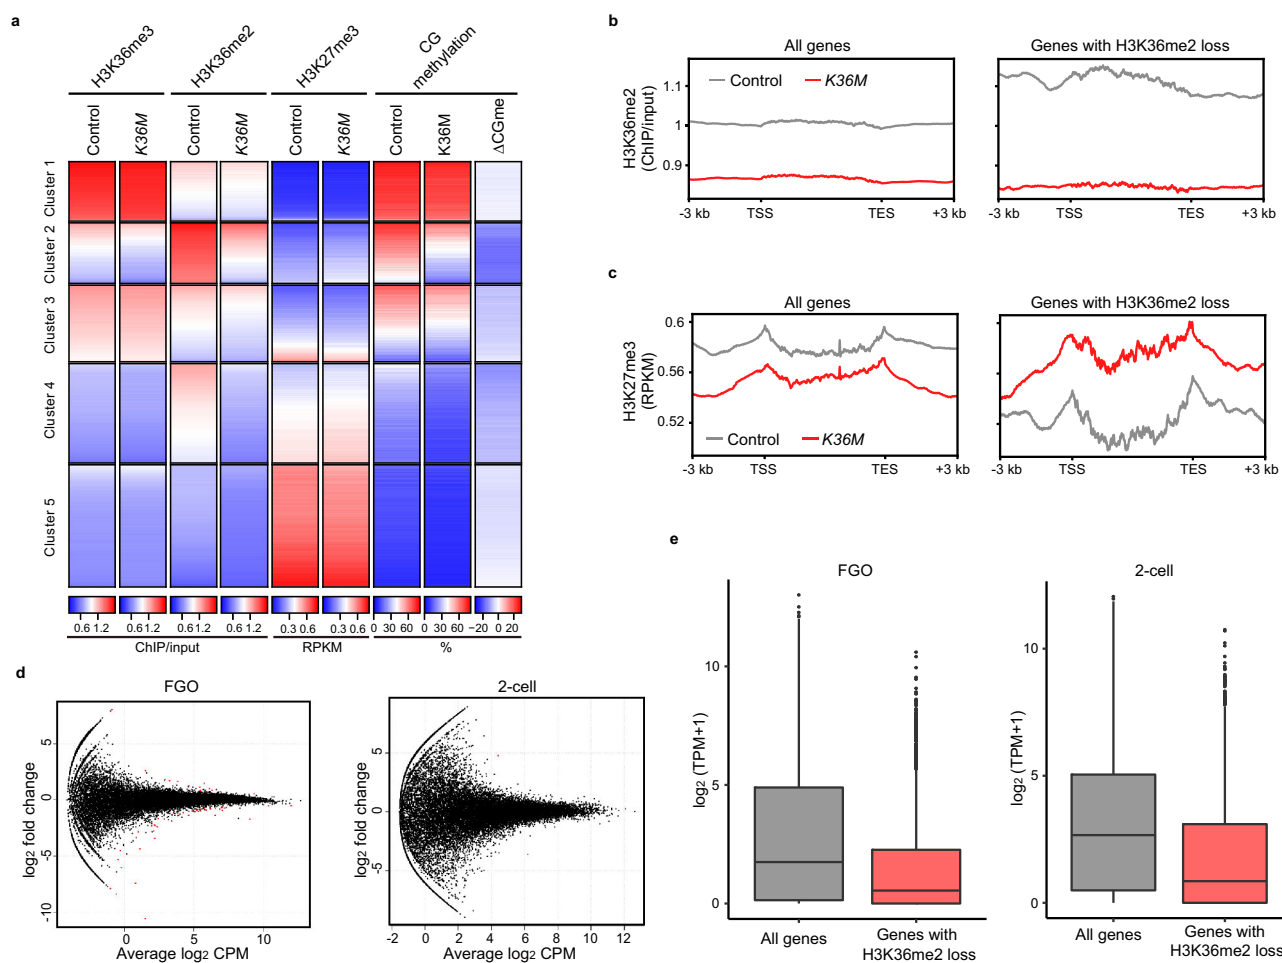 a
H3K36me3
H3K36me2
H3K27me3
CG
methylation
Control
K36M
Control
K36M
Control
K36M
Control
K36M
ΔCGme
Cluster 1
Cluster 2
Cluster 3
Cluster 4
Cluster 5
0.6 1.2
0.6 1.2
0.6 1.2
0.6 1.2
0.3 0.6
0.3 0.6
0 30 60
0 30 60
−20 0 20
ChIP/input
RPKM
%
b
All genes
Genes with H3K36me2 loss
H3K36me2
(ChIP/input)
1.1
1
0.9
Control
K36M
-3 kb TSS TES +3 kb
-3 kb TSS TES +3 kb
c
All genes
Genes with H3K36me2 loss
H3K27me3
(RPKM)
0.6
0.56
0.52
Control
K36M
-3 kb TSS TES +3 kb
-3 kb TSS TES +3 kb
d
FGO
2-cell
log2 fold change
5
0
-5
-10
0 5 10
Average log2 CPM
log2 fold change
5
0
-5
-2 0 2 4 6 8 10 12
Average log2 CPM
e
FGO
2-cell
log2 (TPM+1)
10
5
0
All genes
Genes with
H3K36me2 loss
log2 (TPM+1)
10
5
0
All genes
Genes with
H3K36me2 loss